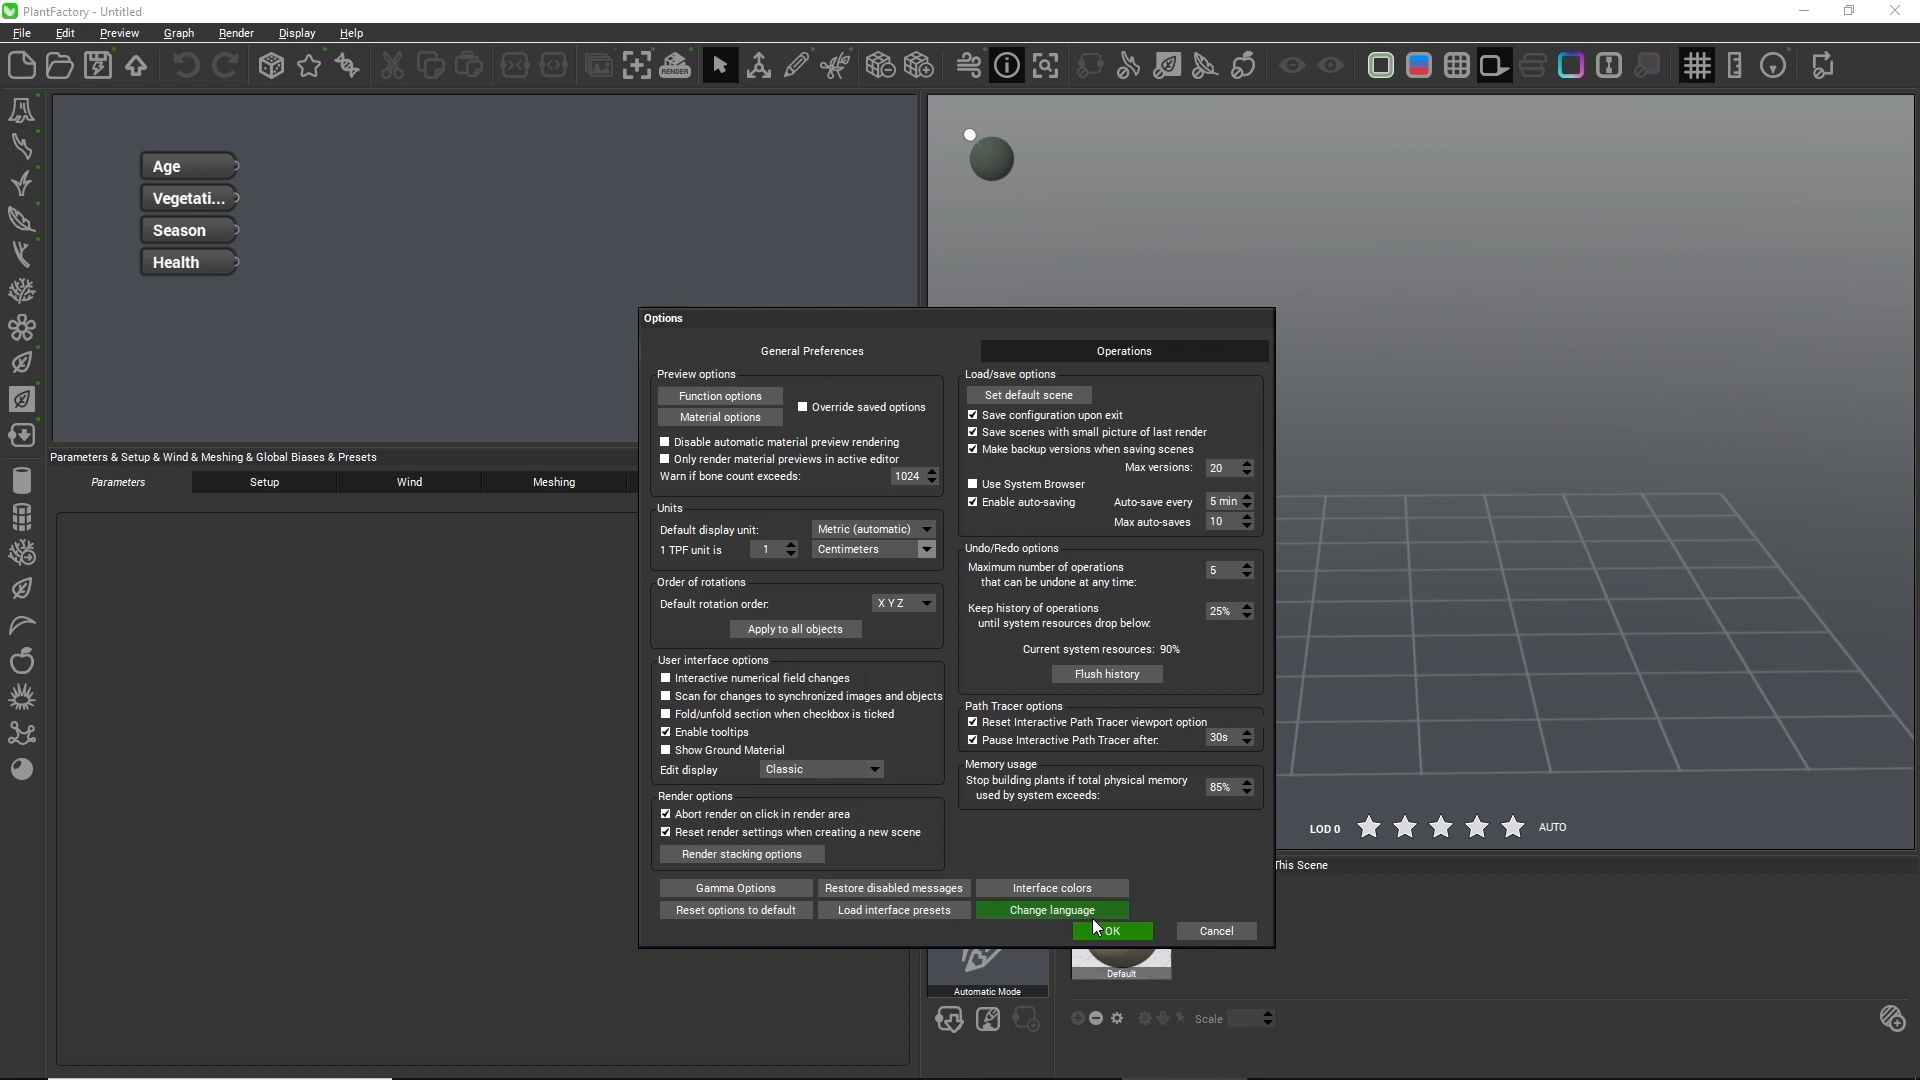 PlantFactory - Untitled
File Edit Preview Graph Render Display Help
RENDER
Age
Vegetati...
Season
Health
Parameters & Setup & Wind & Meshing & Global Biases & Presets
Parameters Setup Wind Meshing
Options
General Preferences Operations
Preview options
Function options
Material options
Override saved options
Disable automatic material preview rendering
Only render material previews in active editor
Warn if bone count exceeds: 1024
Units
Default display unit: Metric (automatic)
1 TPF unit is 1 Centimeters
Order of rotations
Default rotation order: X Y Z
Apply to all objects
User interface options
Interactive numerical field changes
Scan for changes to synchronized images and objects
Fold/unfold section when checkbox is ticked
Enable tooltips
Show Ground Material
Edit display Classic
Render options
Abort render on click in render area
Reset render settings when creating a new scene
Render stacking options
Load/save options
Set default scene
Save configuration upon exit
Save scenes with small picture of last render
Make backup versions when saving scenes
Max versions: 20
Use System Browser
Enable auto-saving Auto-save every 5 min
Max auto-saves 10
Undo/Redo options
Maximum number of operations
that can be undone at any time: 5
Keep history of operations
until system resources drop below: 25%
Current system resources: 90%
Flush history
Path Tracer options
Reset Interactive Path Tracer viewport option
Pause Interactive Path Tracer after: 30s
Memory usage
Stop building plants if total physical memory
used by system exceeds: 85%
Gamma Options Restore disabled messages Interface colors
Reset options to default Load interface presets Change language
OK Cancel
LOD 0 AUTO
This Scene
Default
Automatic Mode
Scale